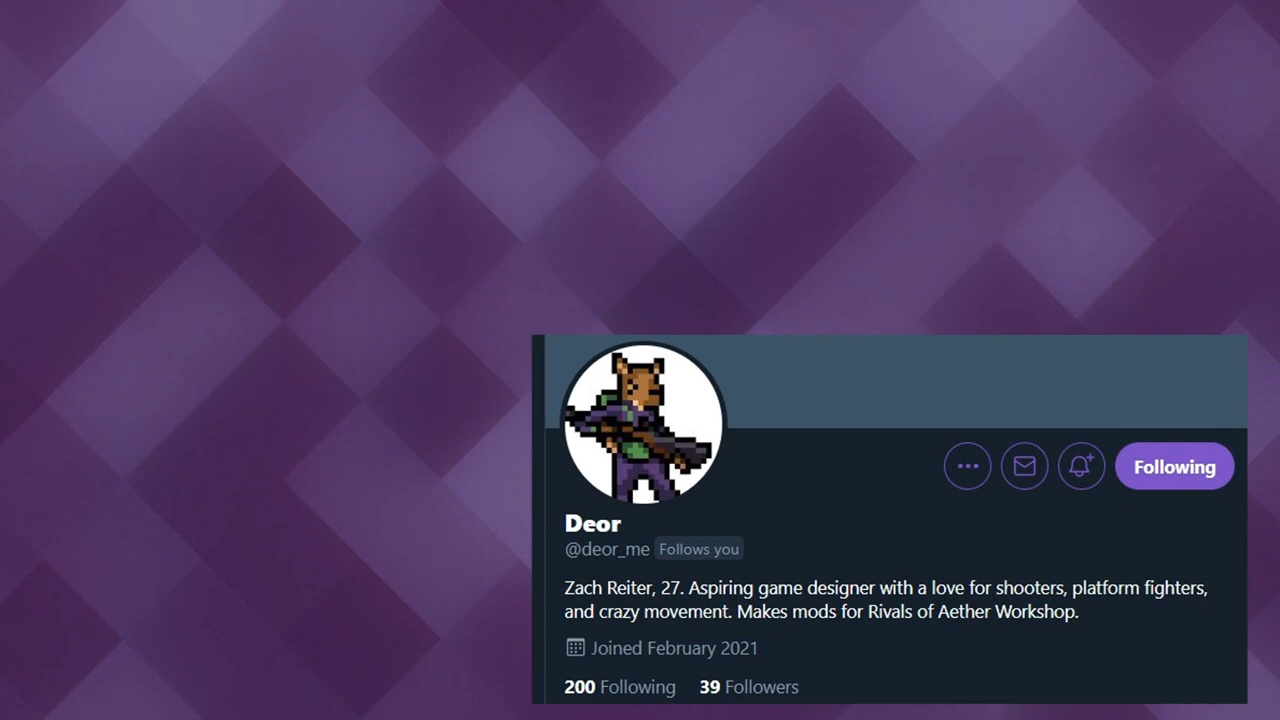 Following
Deor
@deor_me Follows you
Zach Reiter, 27. Aspiring game designer with a love for shooters, platform fighters,
and crazy movement. Makes mods for Rivals of Aether Workshop.
Joined February 2021
200 Following 39 Followers